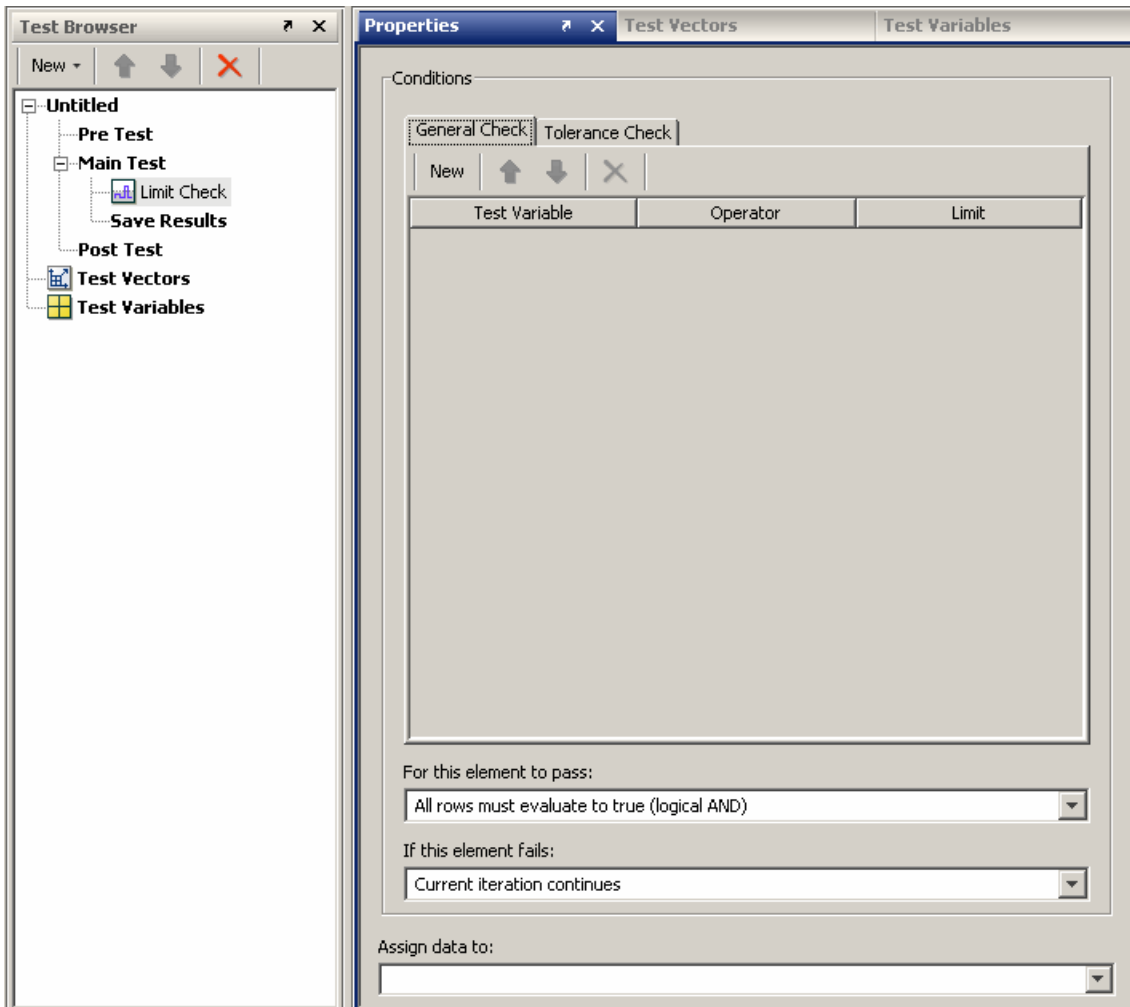 Test Browser
New
Untitled
Pre Test
Main Test
Limit Check
Save Results
Post Test
Test Vectors
Test Variables
Properties
Test Vectors
Test Variables
Conditions
General Check
Tolerance Check
New
Test Variable
Operator
Limit
For this element to pass:
All rows must evaluate to true (logical AND)
If this element fails:
Current iteration continues
Assign data to: